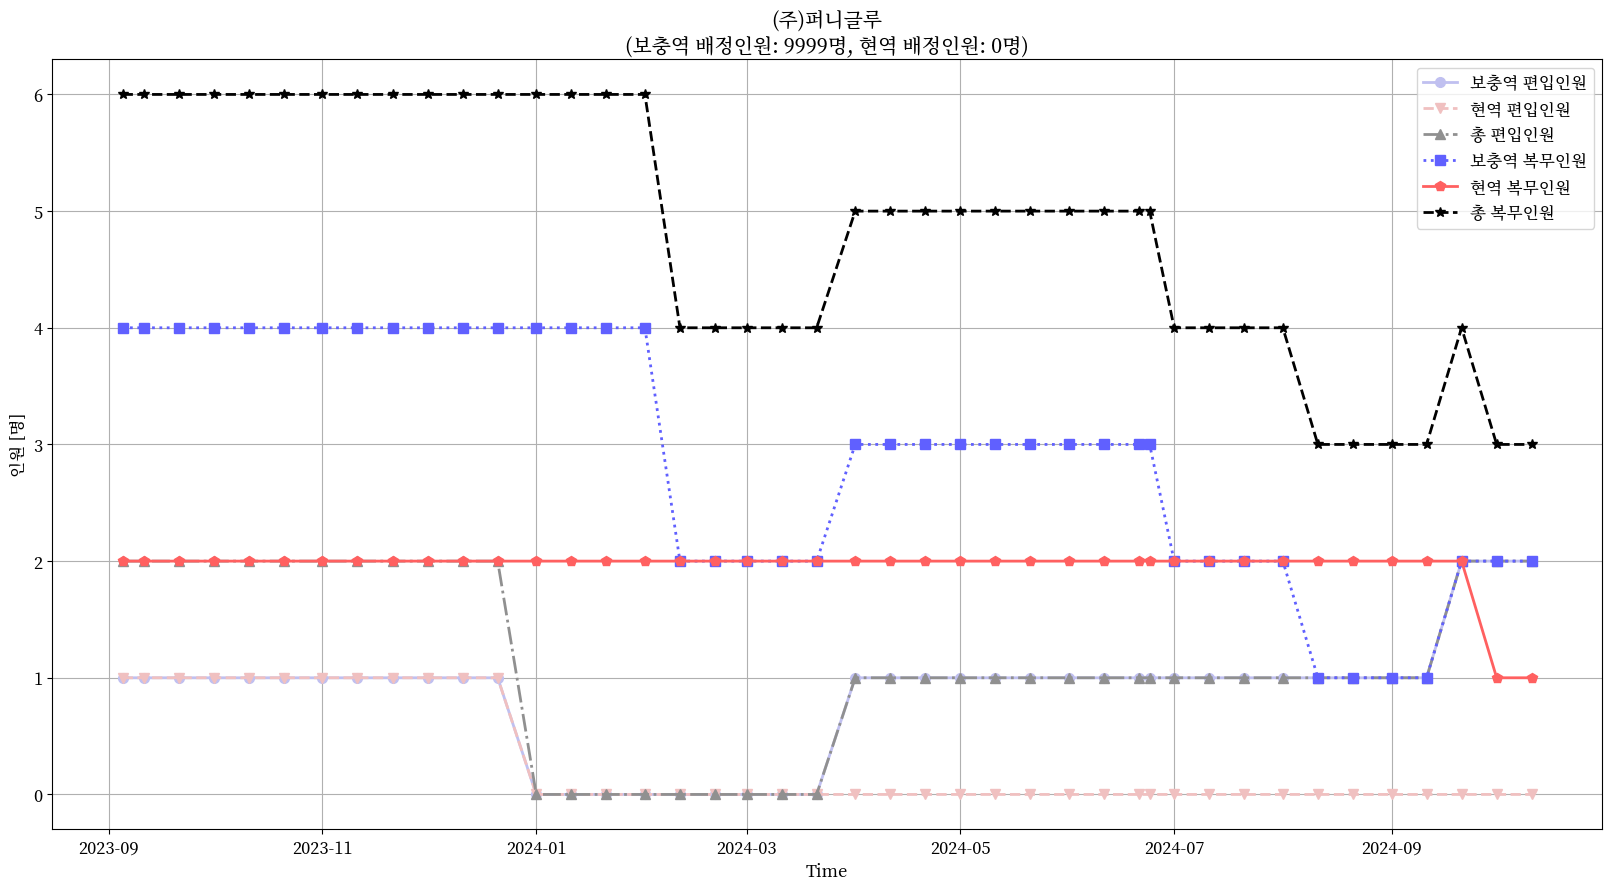 (주)퍼니글루
(보충역 배정인원: 9999명, 현역 배정인원: 0명)
보충역 편입인원
현역 편입인원
총 편입인원
보충역 복무인원
현역 복무인원
총 복무인원
인원 [명]
6
5
4
3
2
1
0
2023-09
2023-11
2024-01
2024-03
2024-05
2024-07
2024-09
Time